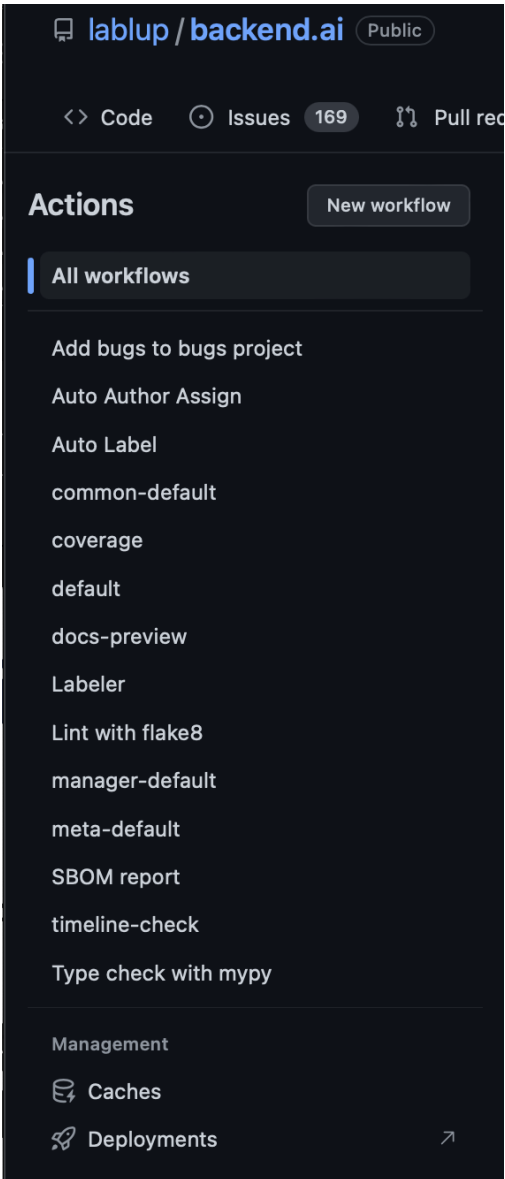 lablup / backend.ai Public
Code Issues 169 Pull rec
Actions New workflow
All workflows
Add bugs to bugs project
Auto Author Assign
Auto Label
common-default
coverage
default
docs-preview
Labeler
Lint with flake8
manager-default
meta-default
SBOM report
timeline-check
Type check with mypy
Management
Caches
Deployments